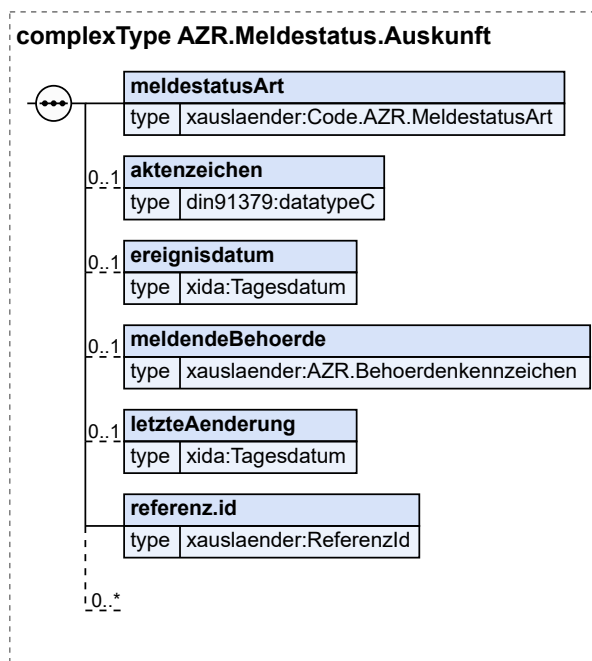 complexType AZR.Meldestatus.Auskunft
meldestatusArt
type xauslaender:Code.AZR.MeldestatusArt
0..1 aktenzeichen
type din91379:datatypeC
0..1 ereignisdatum
type xida:Tagesdatum
0..1 meldendeBehoerde
type xauslaender:AZR.Behoerdenkennzeichen
0..1 letzteAenderung
type xida:Tagesdatum
referenz.id
type xauslaender:ReferenzId
0..*